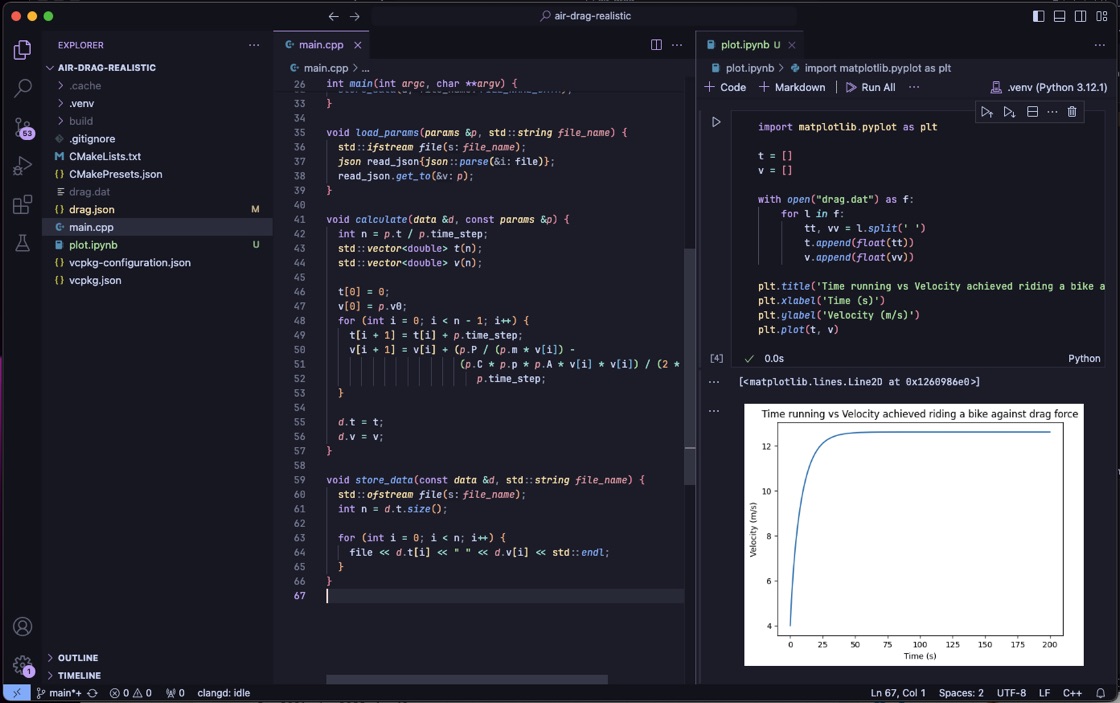 air-drag-realistic
EXPLORER
AIR-DRAG-REALISTIC
.cache
.venv
build
.gitignore
M CMakeLists.txt
{} CMakePresets.json
drag.dat
{} drag.json M
main.cpp
plot.ipynb U
{} vcpkg-configuration.json
{} vcpkg.json
53
1
OUTLINE
TIMELINE
main.cpp
main.cpp > ...
26 int main(int argc, char **argv) {
33 }
34
35 void load_params(params &p, std::string file_name) {
36 std::ifstream file(s: file_name);
37 json read_json{json::parse(&i: file)};
38 read_json.get_to(&v: p);
39 }
40
41 void calculate(data &d, const params &p) {
42 int n = p.t / p.time_step;
43 std::vector<double> t(n);
44 std::vector<double> v(n);
45
46 t[0] = 0;
47 v[0] = p.v0;
48 for (int i = 0; i < n - 1; i++) {
49 t[i + 1] = t[i] + p.time_step;
50 v[i + 1] = v[i] + (p.P / (p.m * v[i]) -
51 (p.C * p.p * p.A * v[i] * v[i]) / (2 *
52 p.time_step;
53 }
54
55 d.t = t;
56 d.v = v;
57 }
58
59 void store_data(const data &d, std::string file_name) {
60 std::ofstream file(s: file_name);
61 int n = d.t.size();
62
63 for (int i = 0; i < n; i++) {
64 file << d.t[i] << " " << d.v[i] << std::endl;
65 }
66 }
67
plot.ipynb U
plot.ipynb > import matplotlib.pyplot as plt
+ Code + Markdown Run All ... .venv (Python 3.12.1)
import matplotlib.pyplot as plt
t = []
v = []
with open("drag.dat") as f:
for l in f:
tt, vv = l.split(' ')
t.append(float(tt))
v.append(float(vv))
plt.title('Time running vs Velocity achieved riding a bike a
plt.xlabel('Time (s)')
plt.ylabel('Velocity (m/s)')
plt.plot(t, v)
[4] 0.0s Python
[<matplotlib.lines.Line2D at 0x1260986e0>]
Time running vs Velocity achieved riding a bike against drag force
12
10
8
6
4
Velocity (m/s)
0 25 50 75 100 125 150 175 200
Time (s)
main*+ 0 0 0 clangd: idle
Ln 67, Col 1 Spaces: 2 UTF-8 LF C++